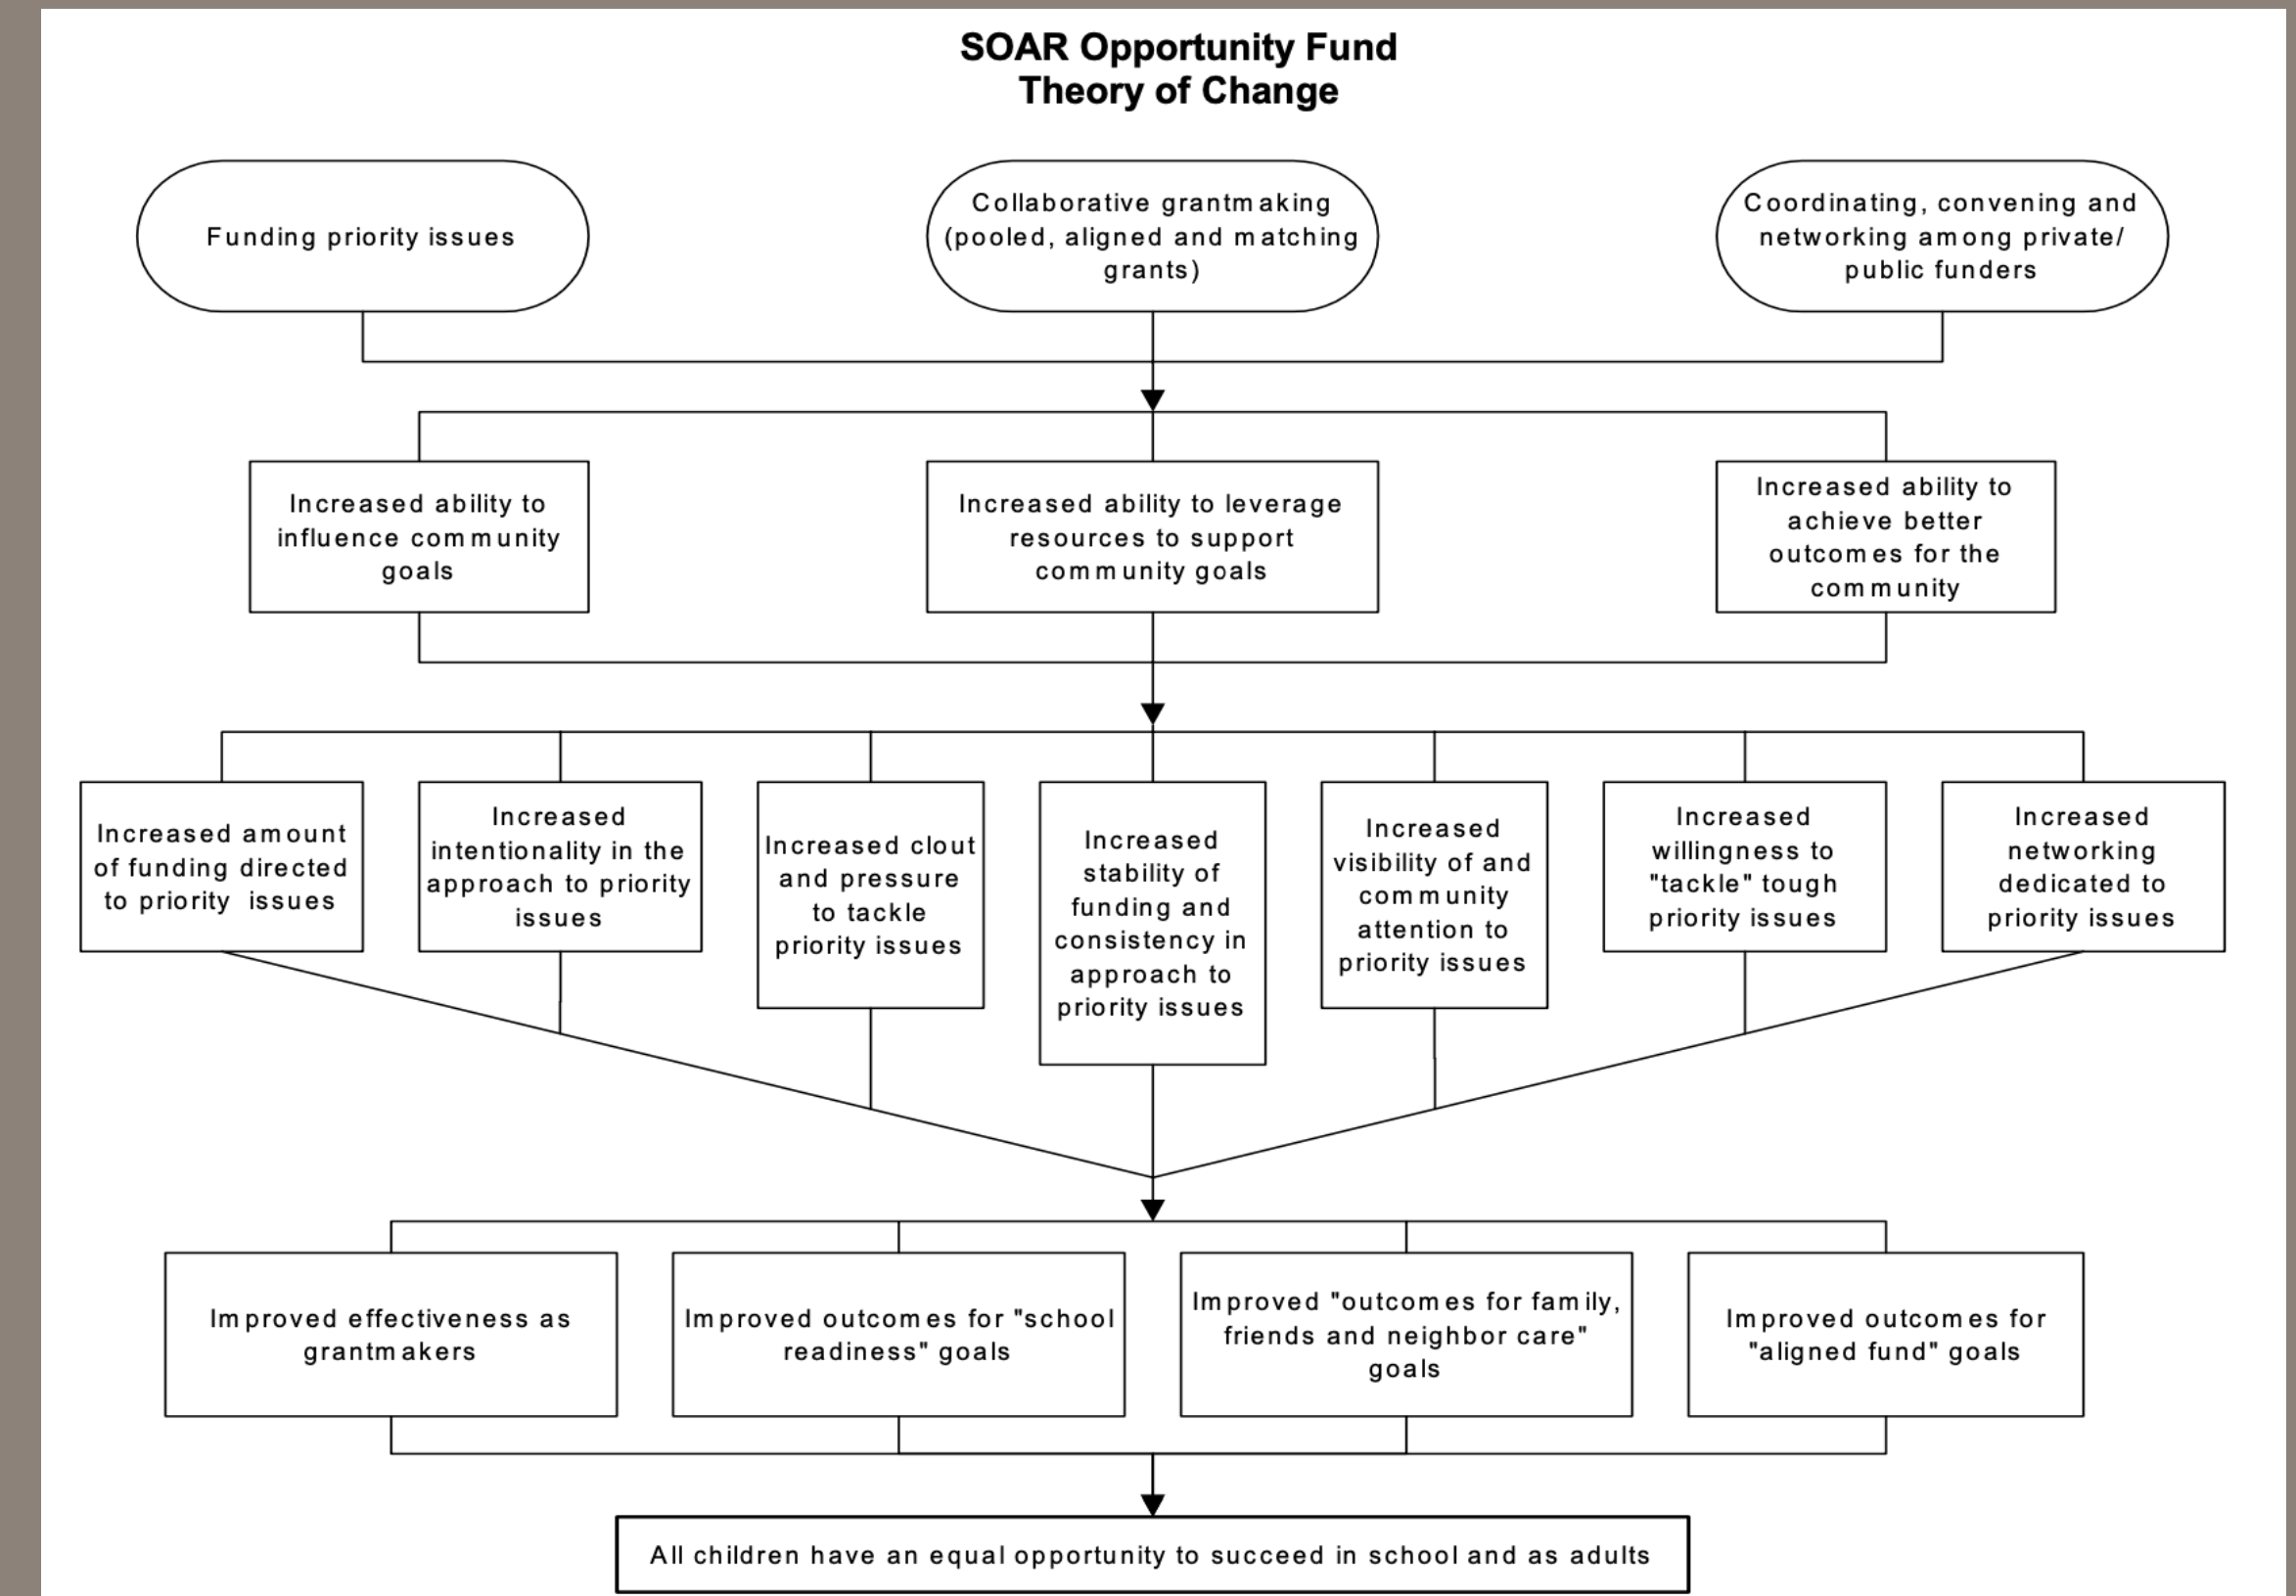 SOAR Opportunity Fund
Theory of Change
Funding priority issues
Collaborative grantmaking
(pooled, aligned and matching
grants)
Coordinating, convening and
networking among private/
public funders
Increased ability to
influence community
goals
Increased ability to leverage
resources to support
community goals
Increased ability to
achieve better
outcomes for the
community
Increased amount
of funding directed
to priority issues
Increased
intentionality in the
approach to priority
issues
Increased clout
and pressure
to tackle
priority issues
Increased
stability of
funding and
consistency in
approach to
priority issues
Increased
visibility of and
community
attention to
priority issues
Increased
willingness to
"tackle" tough
priority issues
Increased
networking
dedicated to
priority issues
Improved effectiveness as
grantmakers
Improved outcomes for "school
readiness" goals
Improved "outcomes for family,
friends and neighbor care"
goals
Improved outcomes for
"aligned fund" goals
All children have an equal opportunity to succeed in school and as adults